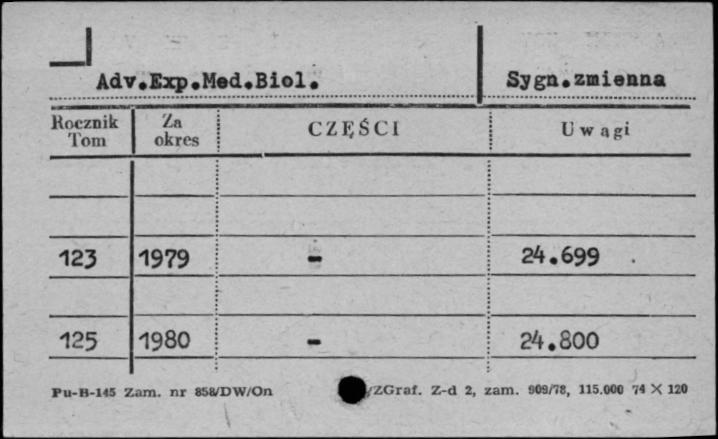 Adv.Exp.Med.Biol. Sygn.zmienna
Rocznik Tom Za okres CZĘŚCI Uwagi
123 1979 - 24.699
125 1980 - 24.800
Pu-B-145 Zam. nr 858/DW/On ZGraf. Z-d 2, zam. 909/78, 115.000 74 X 120